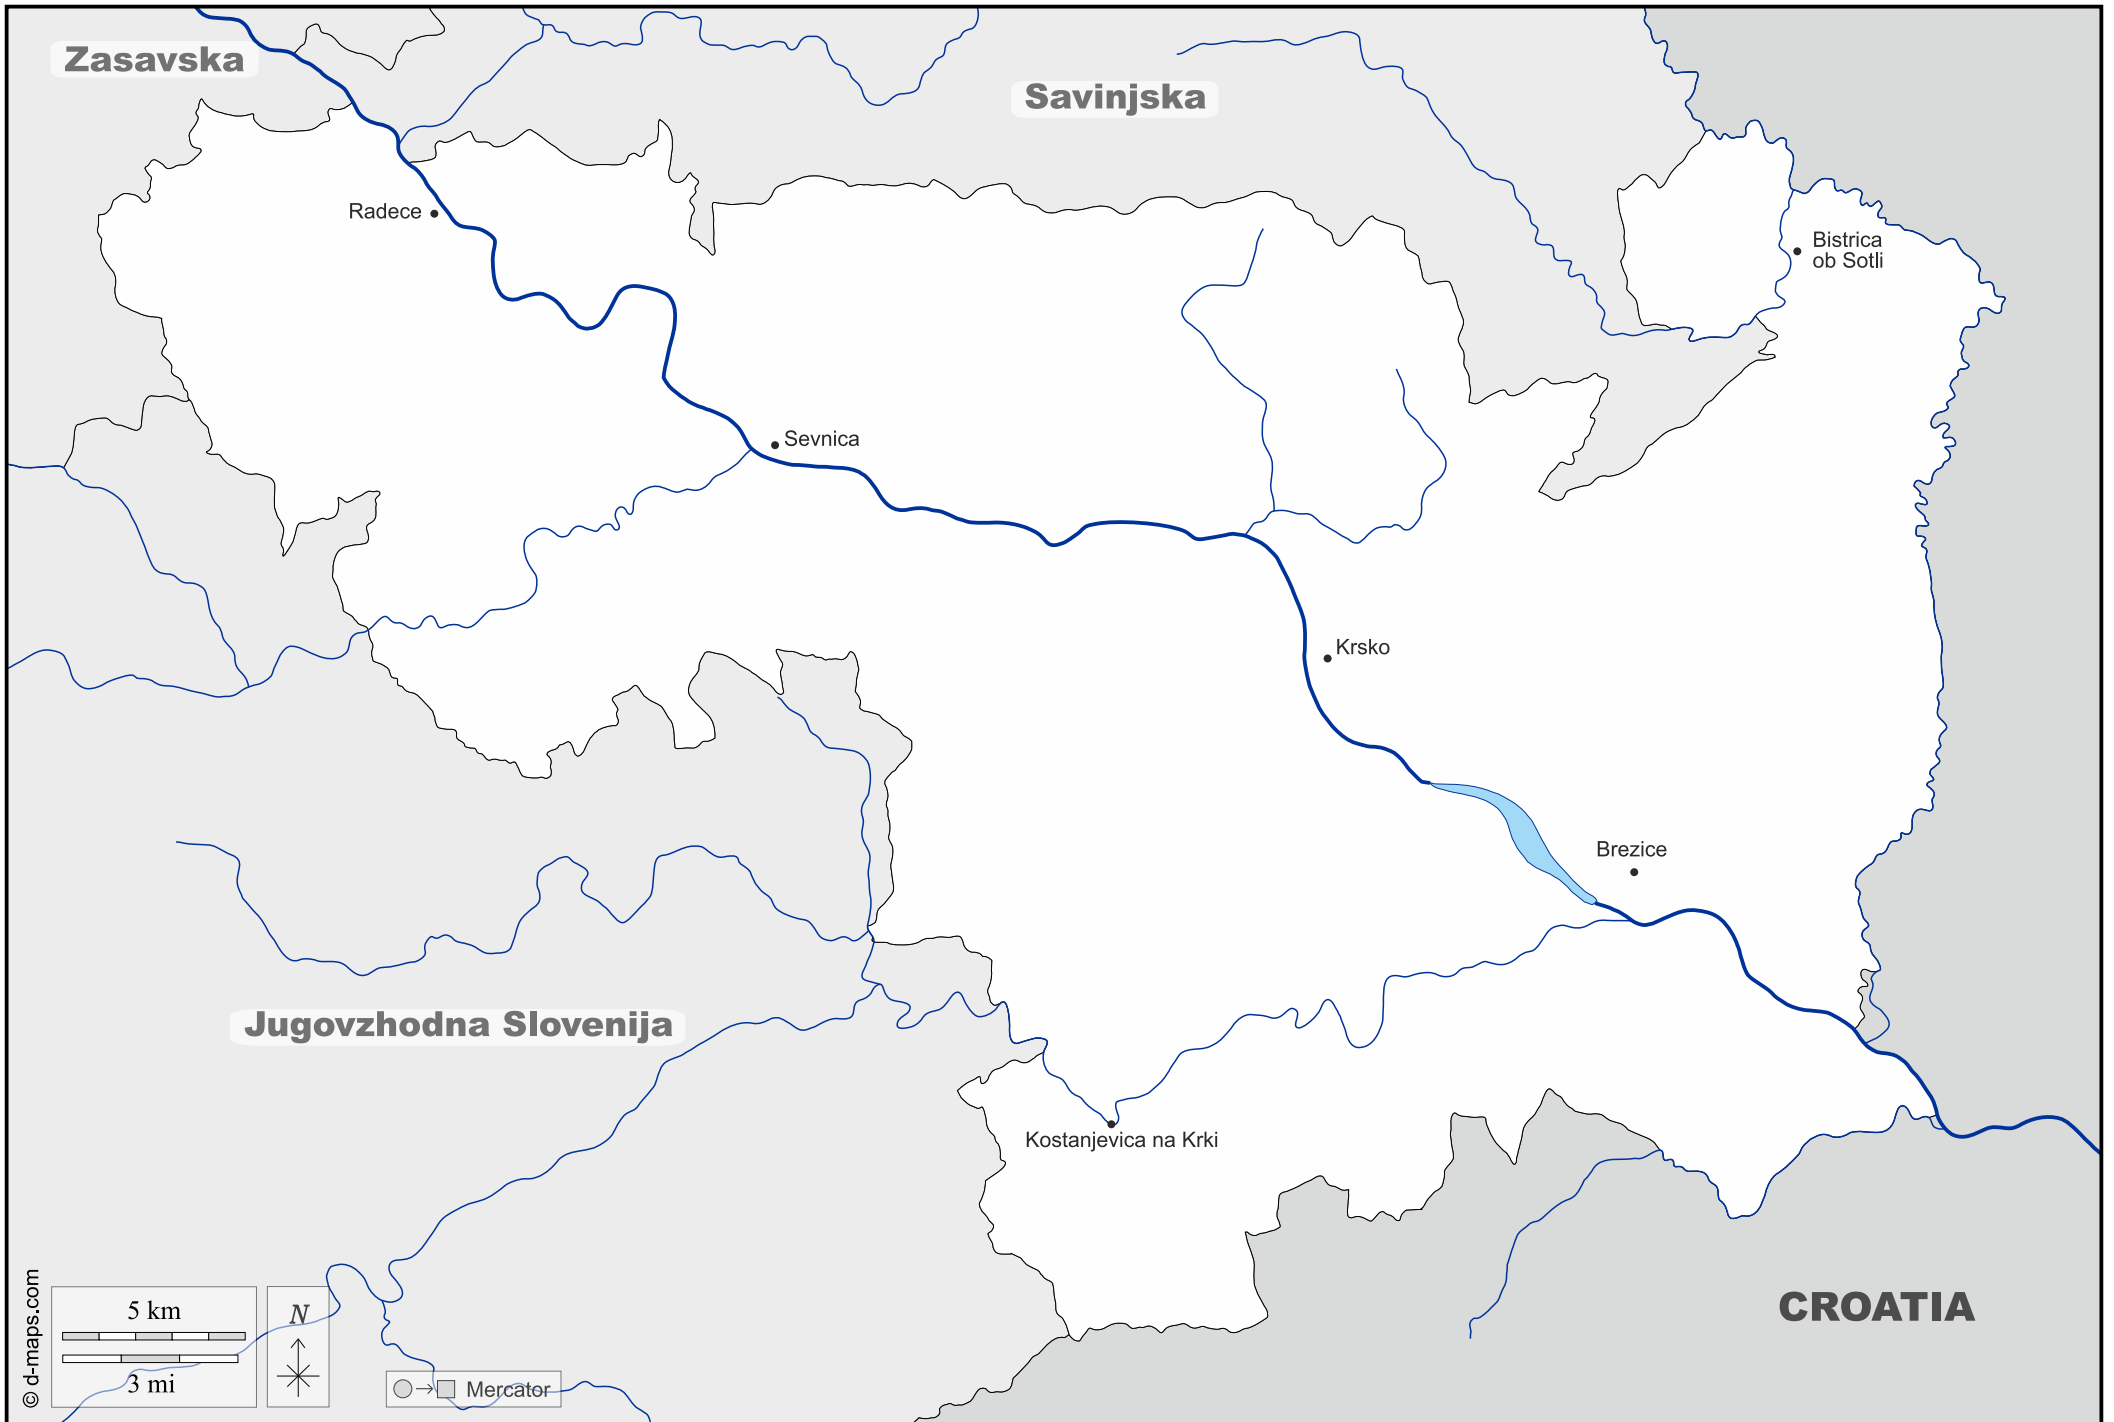 Zasavska
Savinjska
Radece
Bistrica
ob Sotli
Sevnica
Krsko
Brezice
Jugovzhodna Slovenija
Kostanjevica na Krki
CROATIA
© d-maps.com
5 km
3 mi
N
Mercator